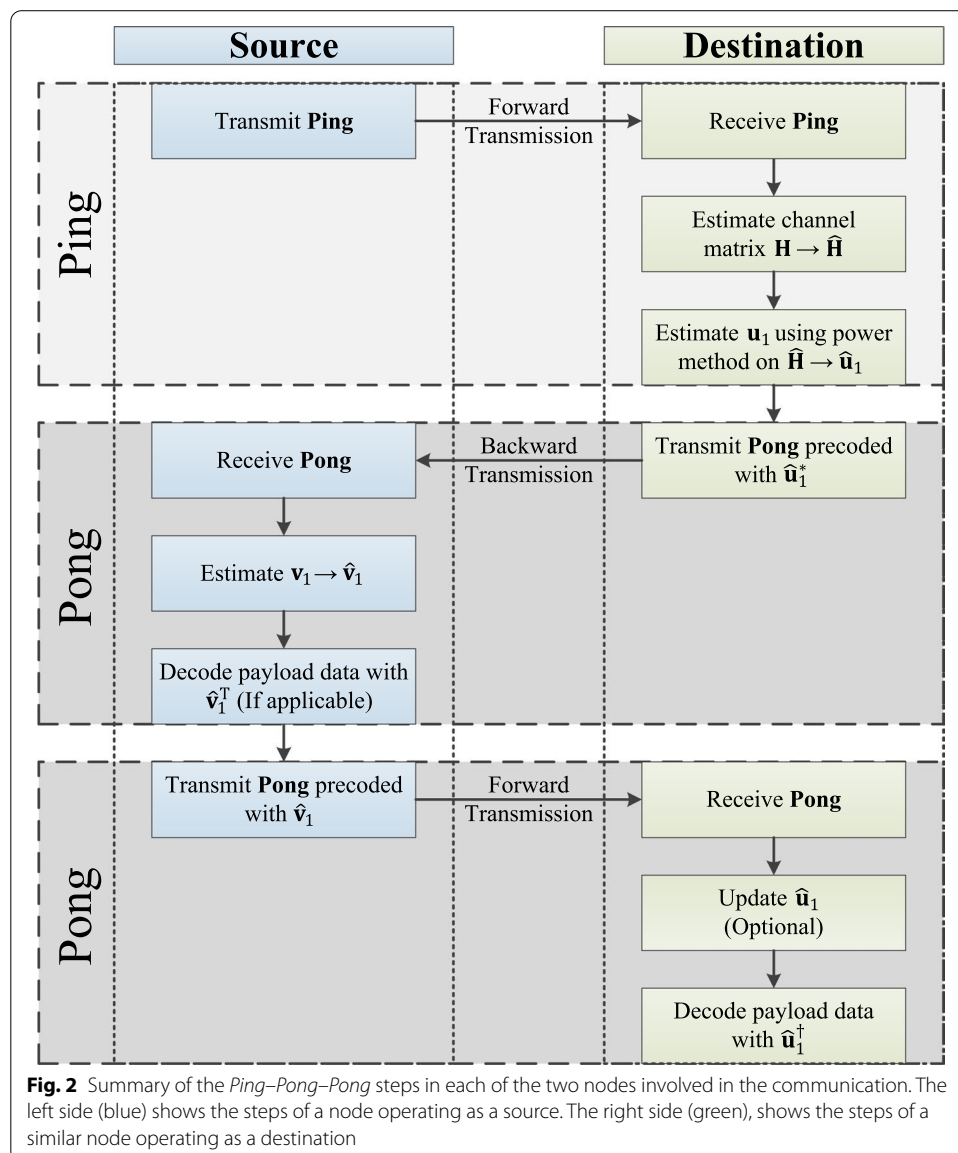 Source
Destination
Ping
Transmit Ping
Forward
Transmission
Receive Ping
Estimate channel
matrix H → Ĥ
Estimate u₁ using power
method on Ĥ → û₁
Pong
Receive Pong
Backward
Transmission
Transmit Pong precoded
with û₁*
Estimate v₁ → v̂₁
Decode payload data with
v̂₁ᵀ (If applicable)
Pong
Transmit Pong precoded
with v̂₁
Forward
Transmission
Receive Pong
Update û₁
(Optional)
Decode payload data
with û₁†
Fig. 2 Summary of the Ping–Pong–Pong steps in each of the two nodes involved in the communication. The
left side (blue) shows the steps of a node operating as a source. The right side (green), shows the steps of a
similar node operating as a destination